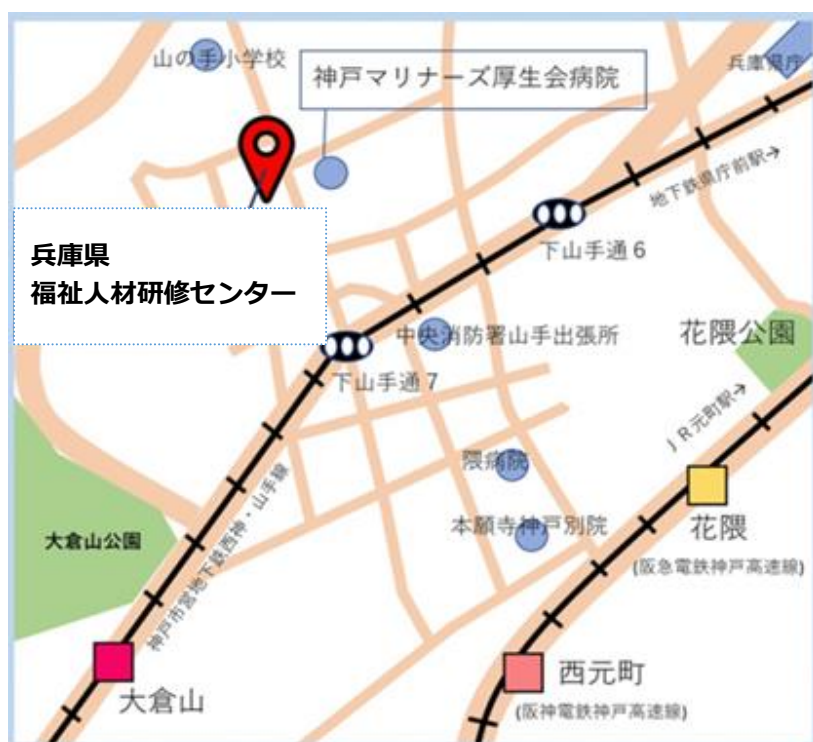 山の手小学校
神戸マリナーズ厚生会病院
兵庫県庁
地下鉄県庁前駅→
兵庫県
福祉人材研修センター
下山手通6
中央消防署山手出張所
花隈公園
下山手通7
JR元町駅→
隈病院
花隈
(阪急電鉄神戸高速線)
本願寺神戸別院
大倉山公園
神戸市営地下鉄西神・山手線
大倉山
西元町
(阪神電鉄神戸高速線)